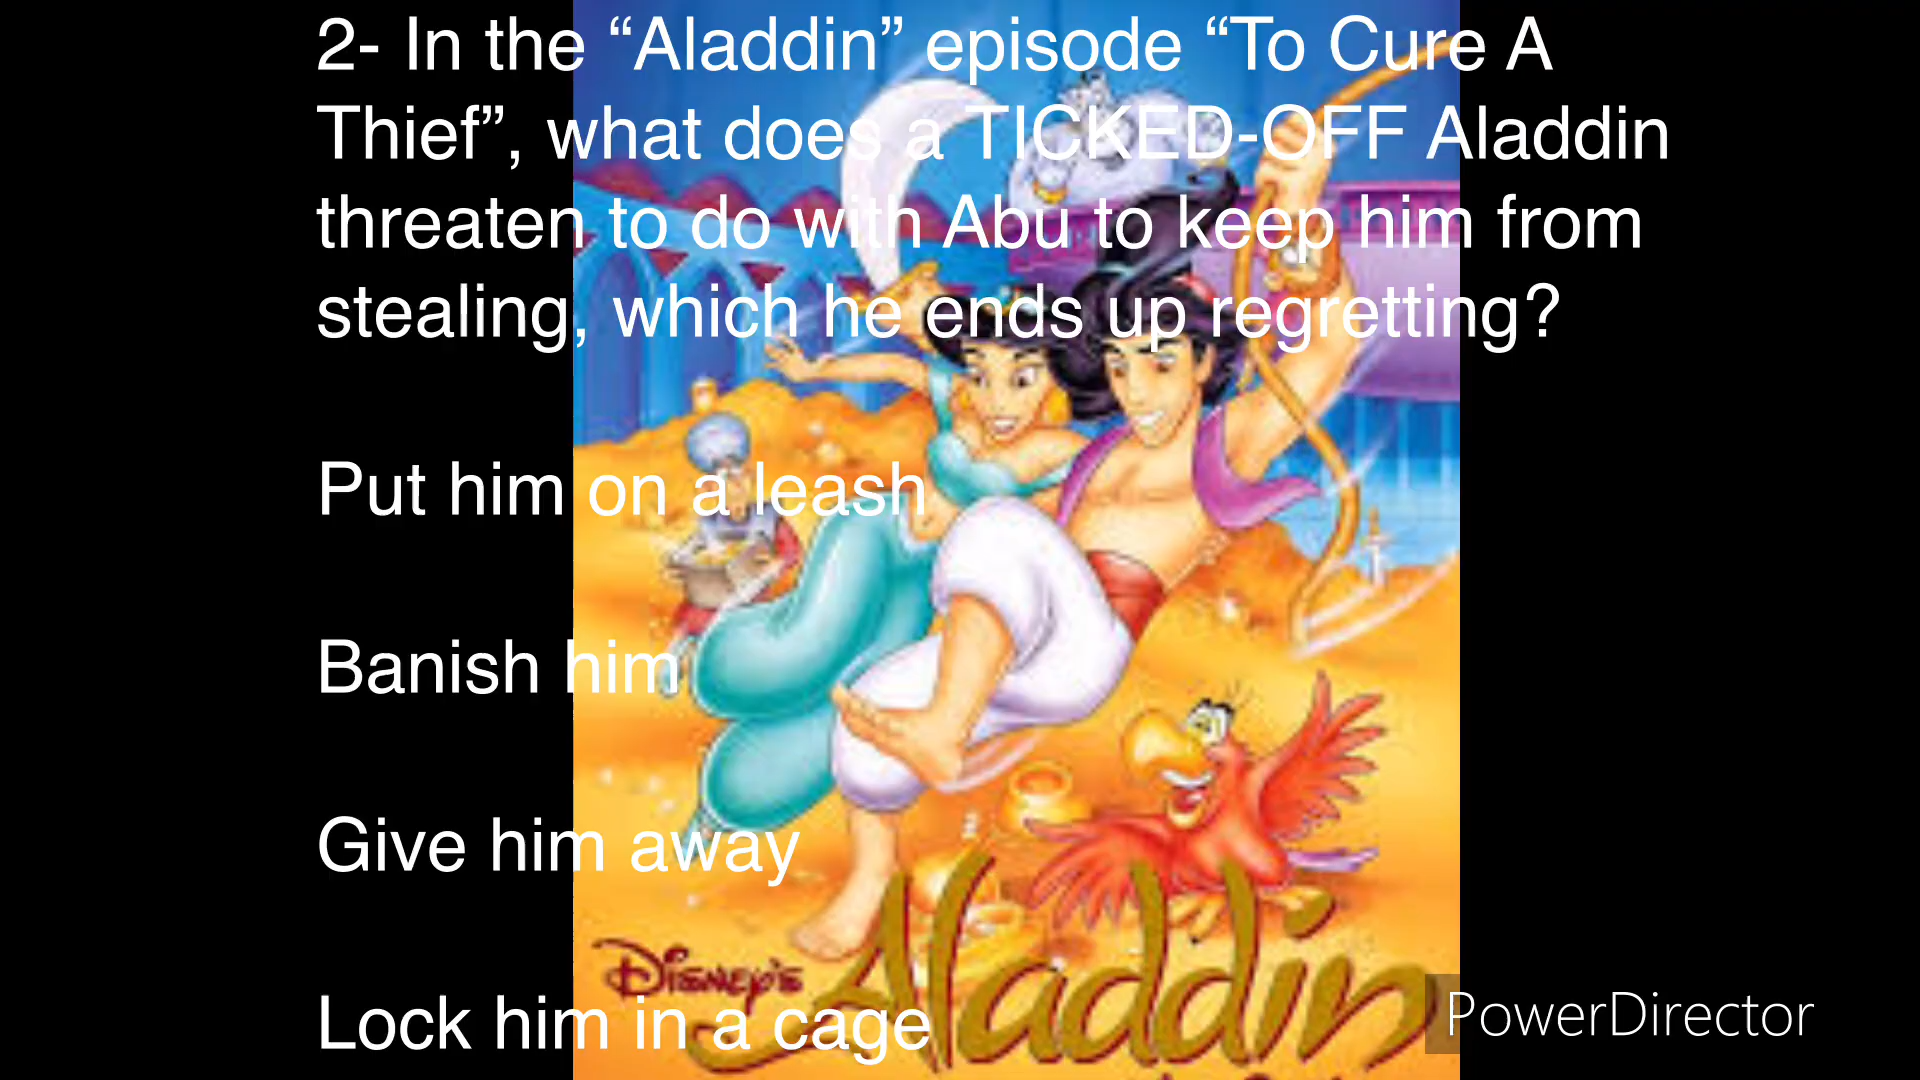 2- In the “Aladdin” episode “To Cure A
Thief”, what does a TICKED-OFF Aladdin
threaten to do with Abu to keep him from
stealing, which he ends up regretting?
Put him on a leash
Banish him
Give him away
Lock him in a cage
Disney's Aladdin
PowerDirector